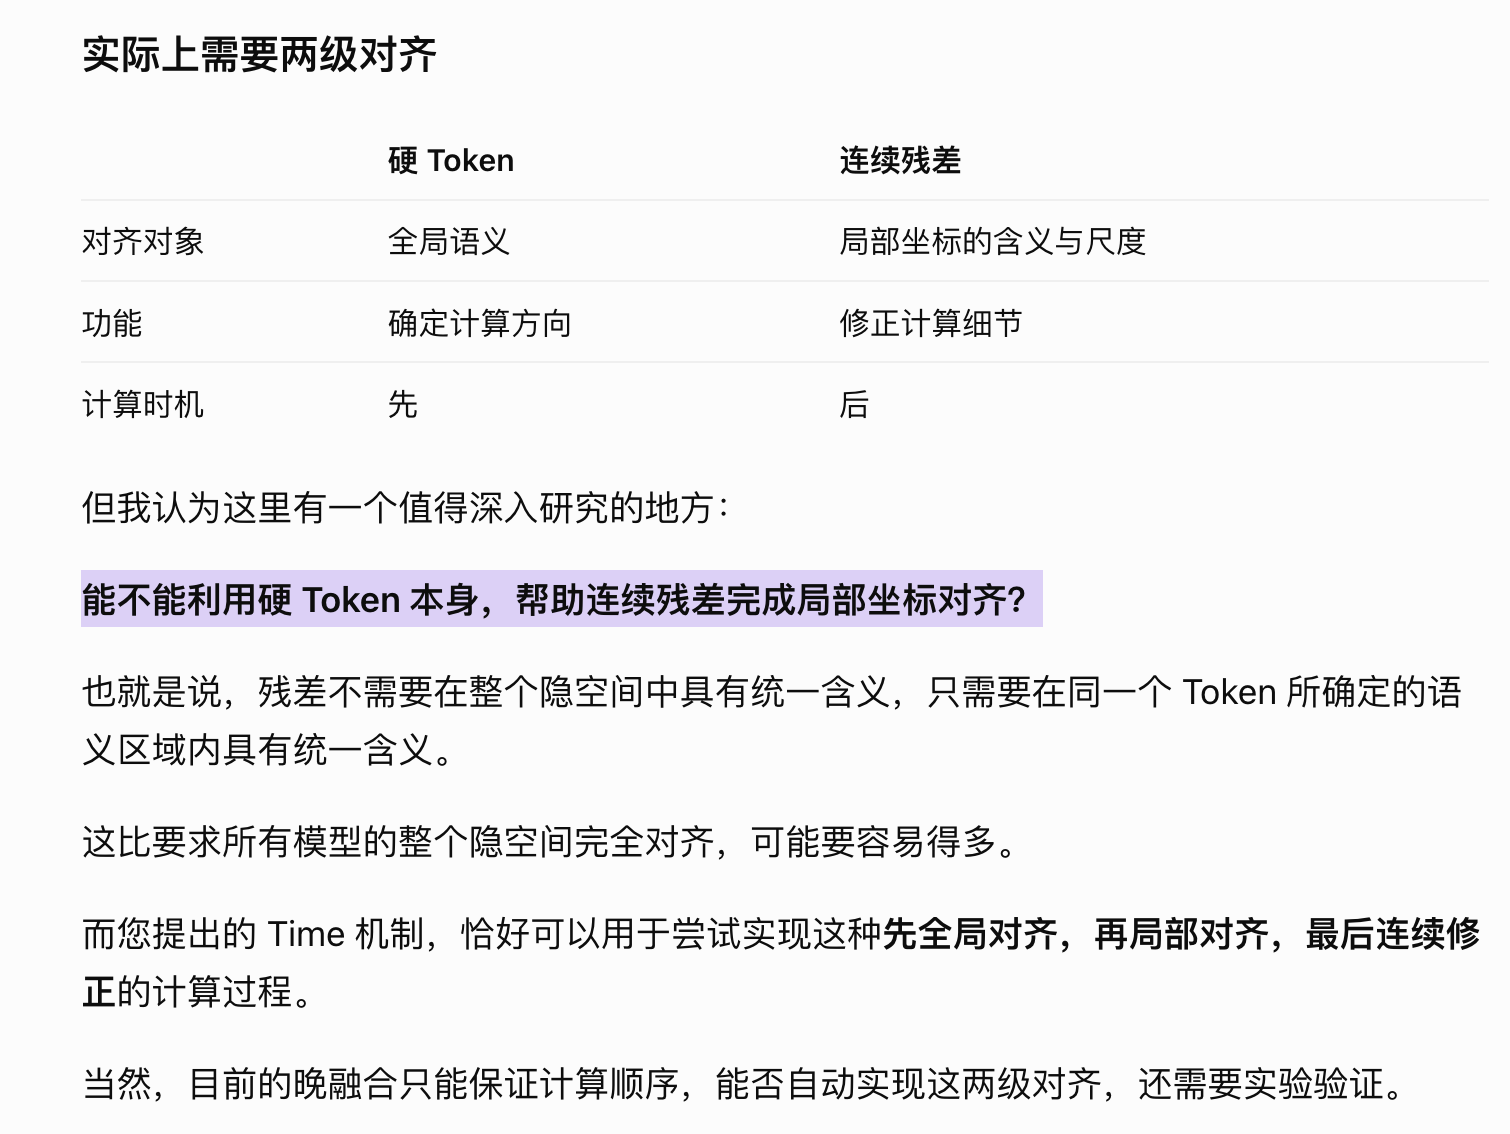 实际上需要两级对齐
硬 Token 连续残差
对齐对象 全局语义 局部坐标的含义与尺度
功能 确定计算方向 修正计算细节
计算时机 先 后
但我认为这里有一个值得深入研究的地方：
能不能利用硬 Token 本身，帮助连续残差完成局部坐标对齐？
也就是说，残差不需要在整个隐空间中具有统一含义，只需要在同一个 Token 所确定的语
义区域内具有统一含义。
这比要求所有模型的整个隐空间完全对齐，可能要容易得多。
而您提出的 Time 机制，恰好可以用于尝试实现这种先全局对齐，再局部对齐，最后连续修
正的计算过程。
当然，目前的晚融合只能保证计算顺序，能否自动实现这两级对齐，还需要实验验证。